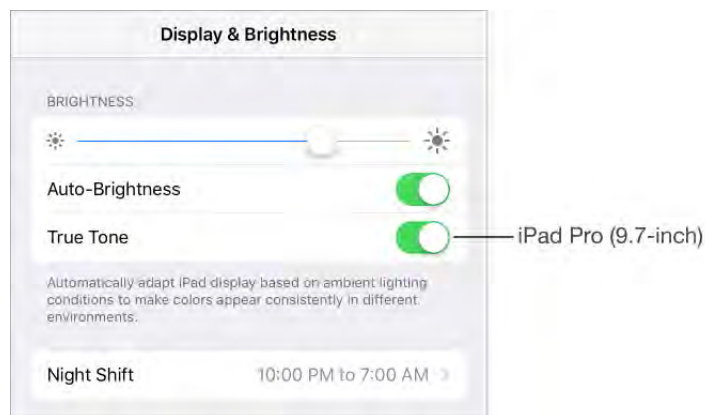 Display & Brightness
BRIGHTNESS
Auto-Brightness
True Tone
iPad Pro (9.7-inch)
Automatically adapt iPad display based on ambient lighting
conditions to make colors appear consistently in different
environments.
Night Shift 10:00 PM to 7:00 AM